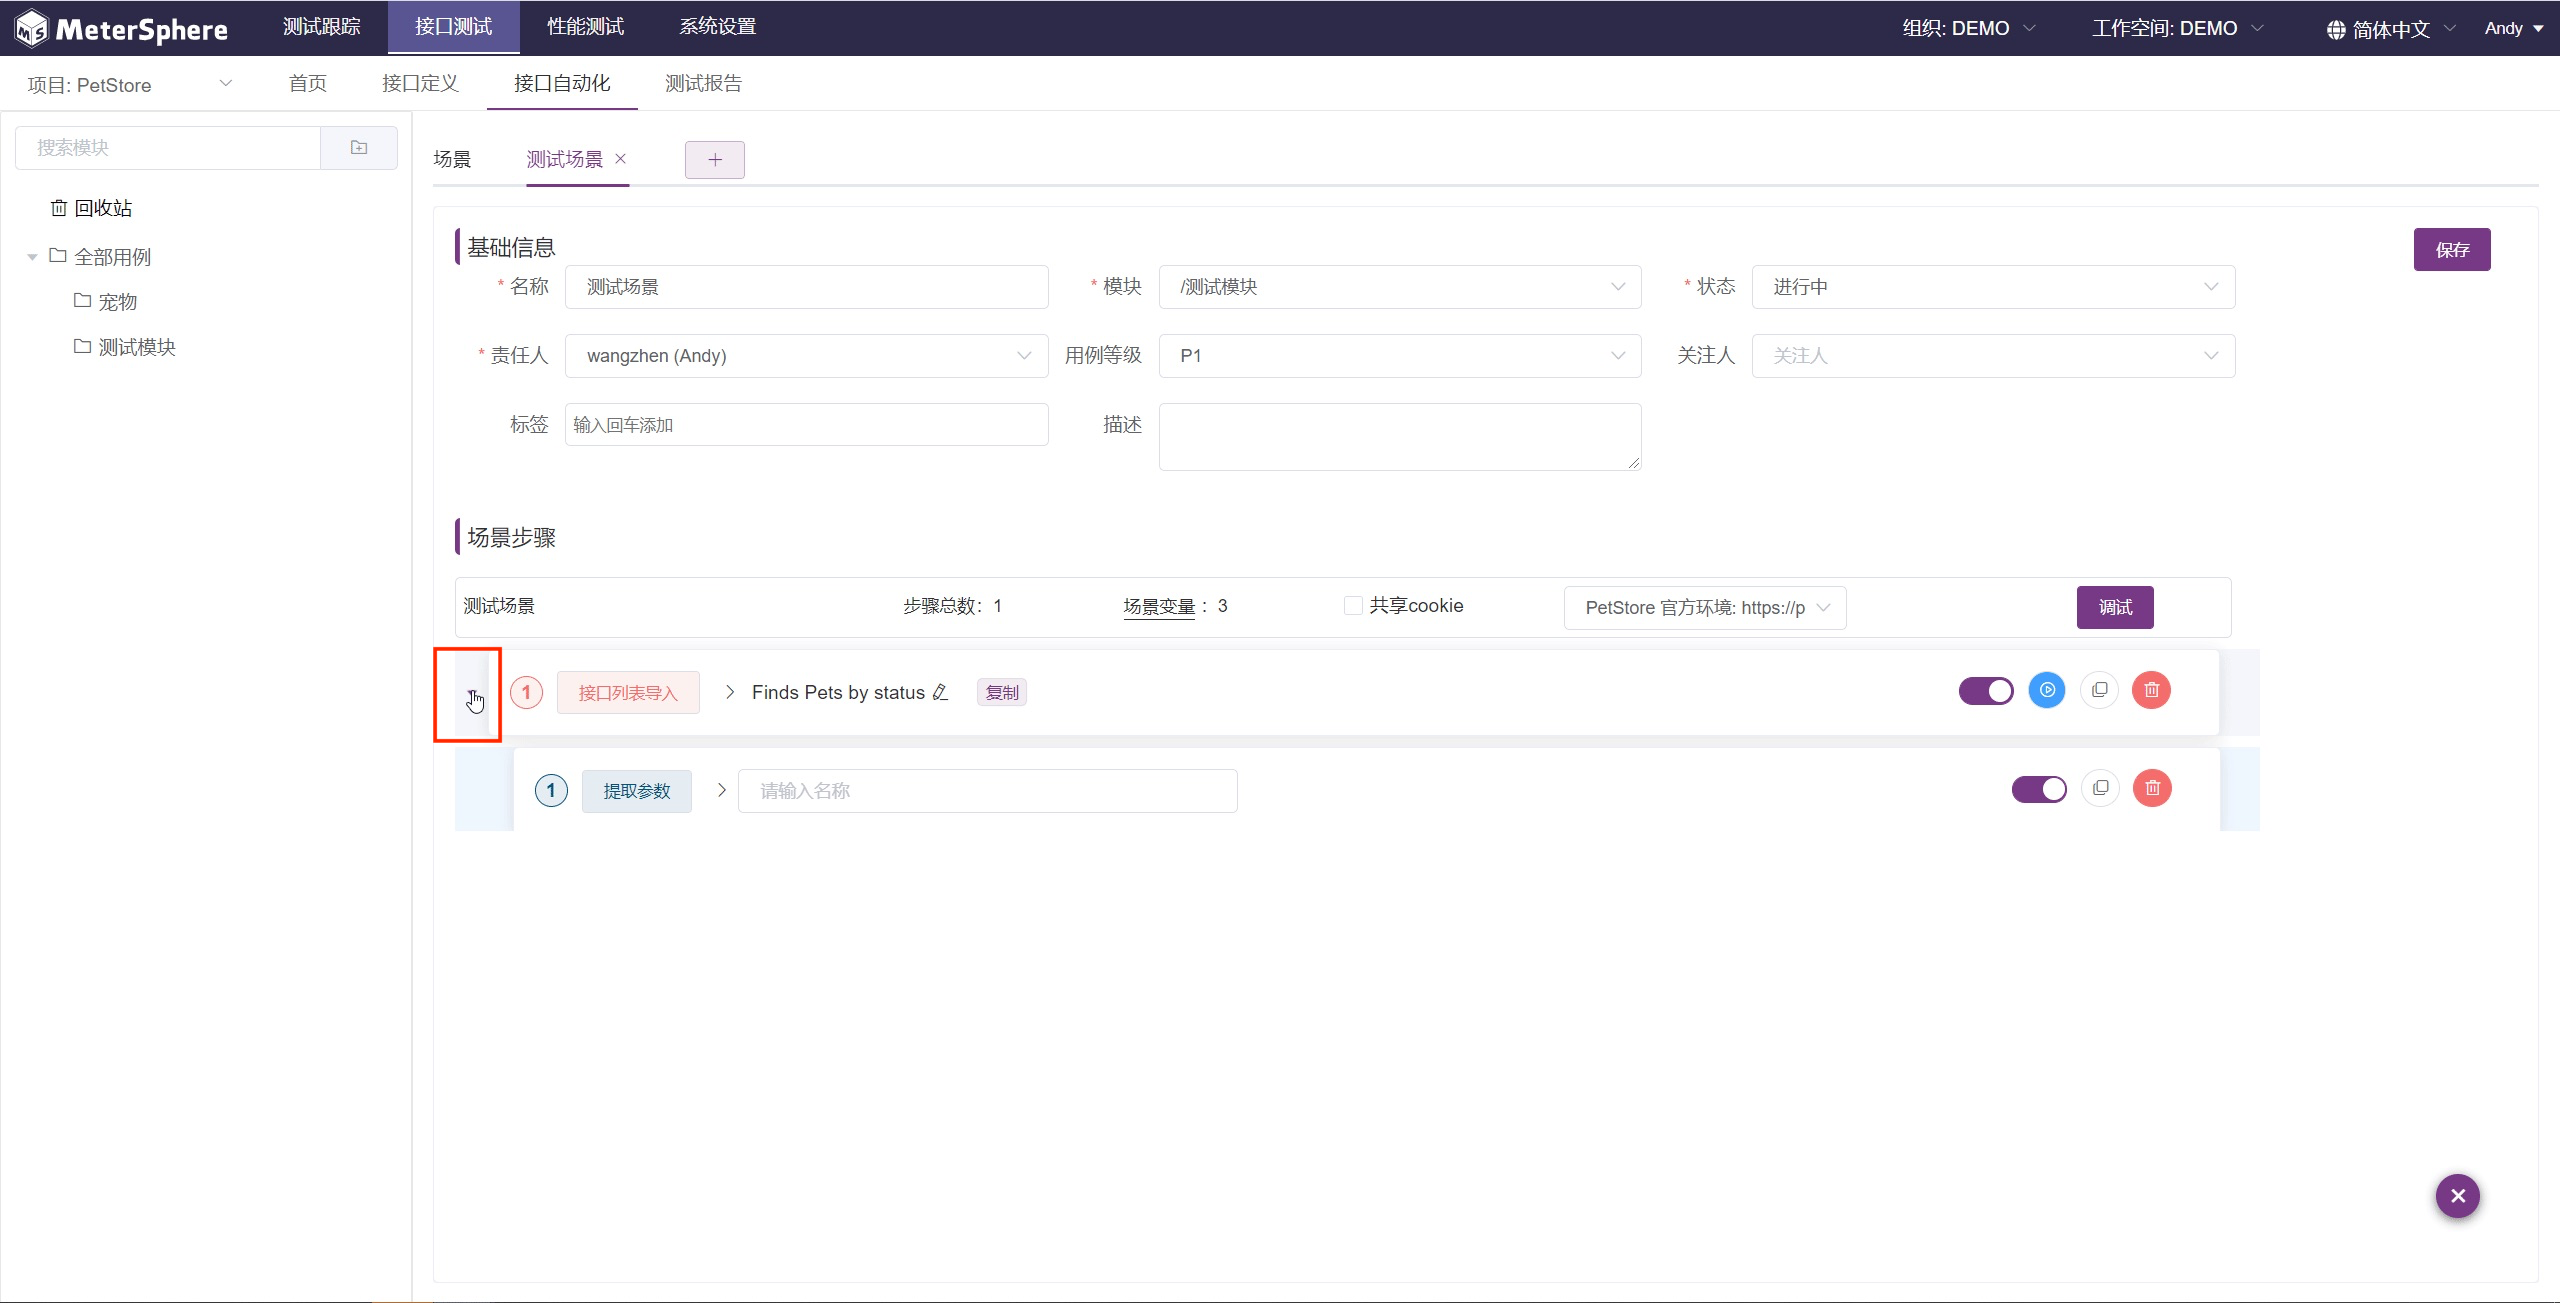 MeterSphere 测试跟踪 接口测试 性能测试 系统设置 组织: DEMO 工作空间: DEMO 简体中文 Andy
项目: PetStore 首页 接口定义 接口自动化 测试报告
搜索模块
回收站
全部用例
宠物
测试模块
场景 测试场景
基础信息 保存
* 名称 测试场景 * 模块 /测试模块 * 状态 进行中
* 责任人 wangzhen (Andy) 用例等级 P1 关注人 关注人
标签 输入回车添加 描述
场景步骤
测试场景 步骤总数: 1 场景变量 : 3 共享cookie PetStore 官方环境: https://p 调试
1 接口列表导入 Finds Pets by status 复制
1 提取参数 请输入名称